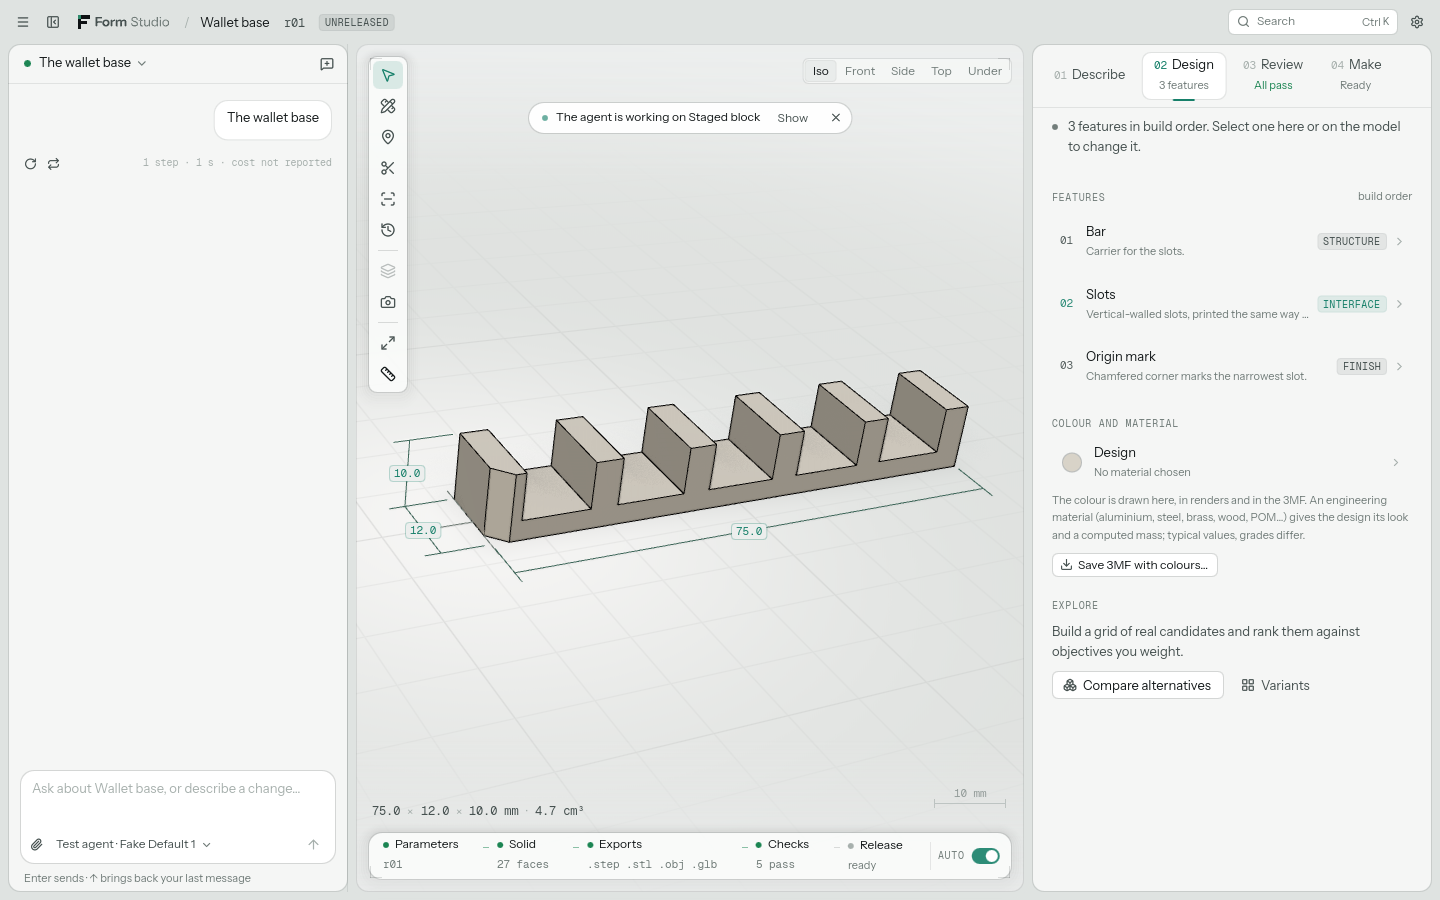 Form Studio / Wallet base r01 UNRELEASED
Search Ctrl K
The wallet base
The wallet base
1 step · 1 s · cost not reported
Ask about Wallet base, or describe a change...
Test agent · Fake Default 1
Enter sends · ↑ brings back your last message
Iso Front Side Top Under
The agent is working on Staged block Show
10.0
12.0
75.0
10 mm
75.0 × 12.0 × 10.0 mm · 4.7 cm³
Parameters — Solid — Exports — Checks — Release
r01 27 faces .step .stl .obj .glb 5 pass ready
AUTO
01 Describe
02 Design
3 features
03 Review
All pass
04 Make
Ready
3 features in build order. Select one here or on the model
to change it.
FEATURES build order
01 Bar
Carrier for the slots.
STRUCTURE
02 Slots
Vertical-walled slots, printed the same way ...
INTERFACE
03 Origin mark
Chamfered corner marks the narrowest slot.
FINISH
COLOUR AND MATERIAL
Design
No material chosen
The colour is drawn here, in renders and in the 3MF. An engineering
material (aluminium, steel, brass, wood, POM...) gives the design its look
and a computed mass; typical values, grades differ.
Save 3MF with colours...
EXPLORE
Build a grid of real candidates and rank them against
objectives you weight.
Compare alternatives Variants